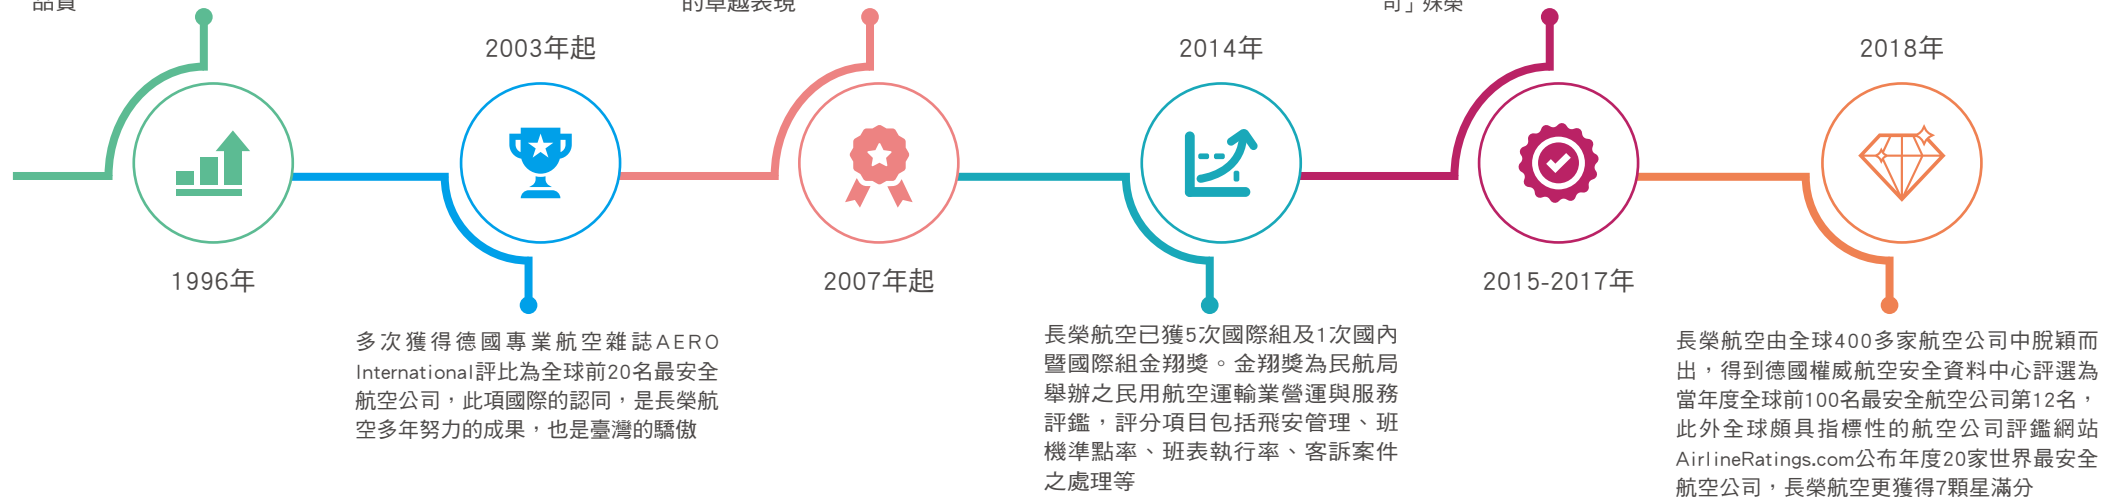 品質
的卓越表現
司」殊榮
2003年起
2014年
2018年
1996年
2007年起
2015-2017年
多次獲得德國專業航空雜誌AERO
International評比為全球前20名最安全
航空公司，此項國際的認同，是長榮航
空多年努力的成果，也是臺灣的驕傲
長榮航空已獲5次國際組及1次國內
暨國際組金翔獎。金翔獎為民航局
舉辦之民用航空運輸業營運與服務
評鑑，評分項目包括飛安管理、班
機準點率、班表執行率、客訴案件
之處理等
長榮航空由全球400多家航空公司中脫穎而
出，得到德國權威航空安全資料中心評選為
當年度全球前100名最安全航空公司第12名，
此外全球頗具指標性的航空公司評鑑網站
AirlineRatings.com公布年度20家世界最安全
航空公司，長榮航空更獲得7顆星滿分